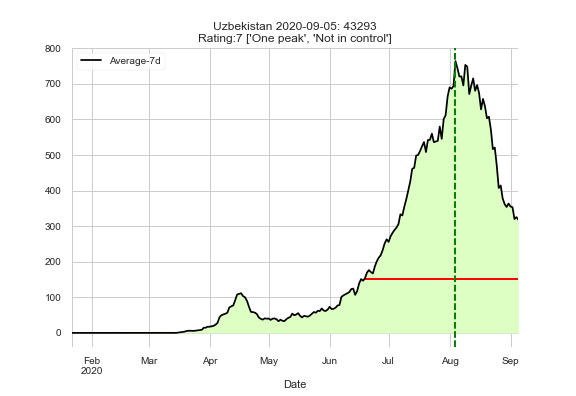 Uzbekistan 2020-09-05: 43293
Rating:7 ['One peak', 'Not in control']
Average-7d
800
700
600
500
400
300
200
100
0
Feb Mar Apr May Jun Jul Aug Sep
2020
Date